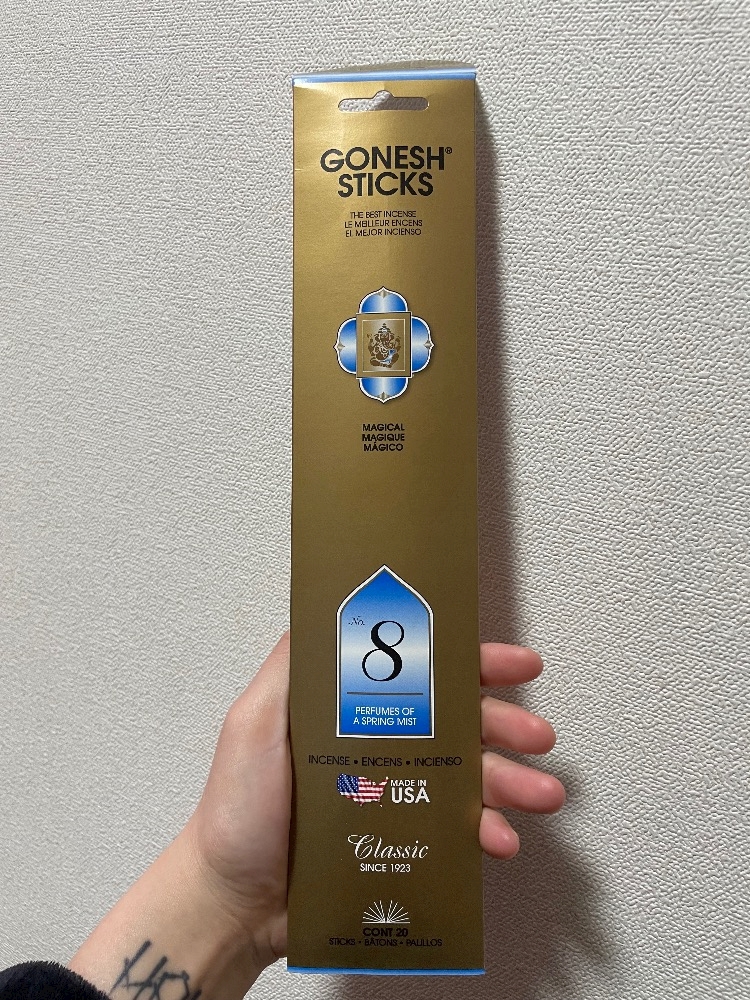 GONESH®
STICKS
THE BEST INCENSE
LE MEILLEUR ENCENS
EL MEJOR INCIENSO
MAGICAL
MAGIQUE
MÁGICO
No.
8
PERFUMES OF
A SPRING MIST
INCENSE • ENCENS • INCIENSO
MADE IN
USA
Classic
SINCE 1923
CONT 20
STICKS • BÂTONS • PALILLOS